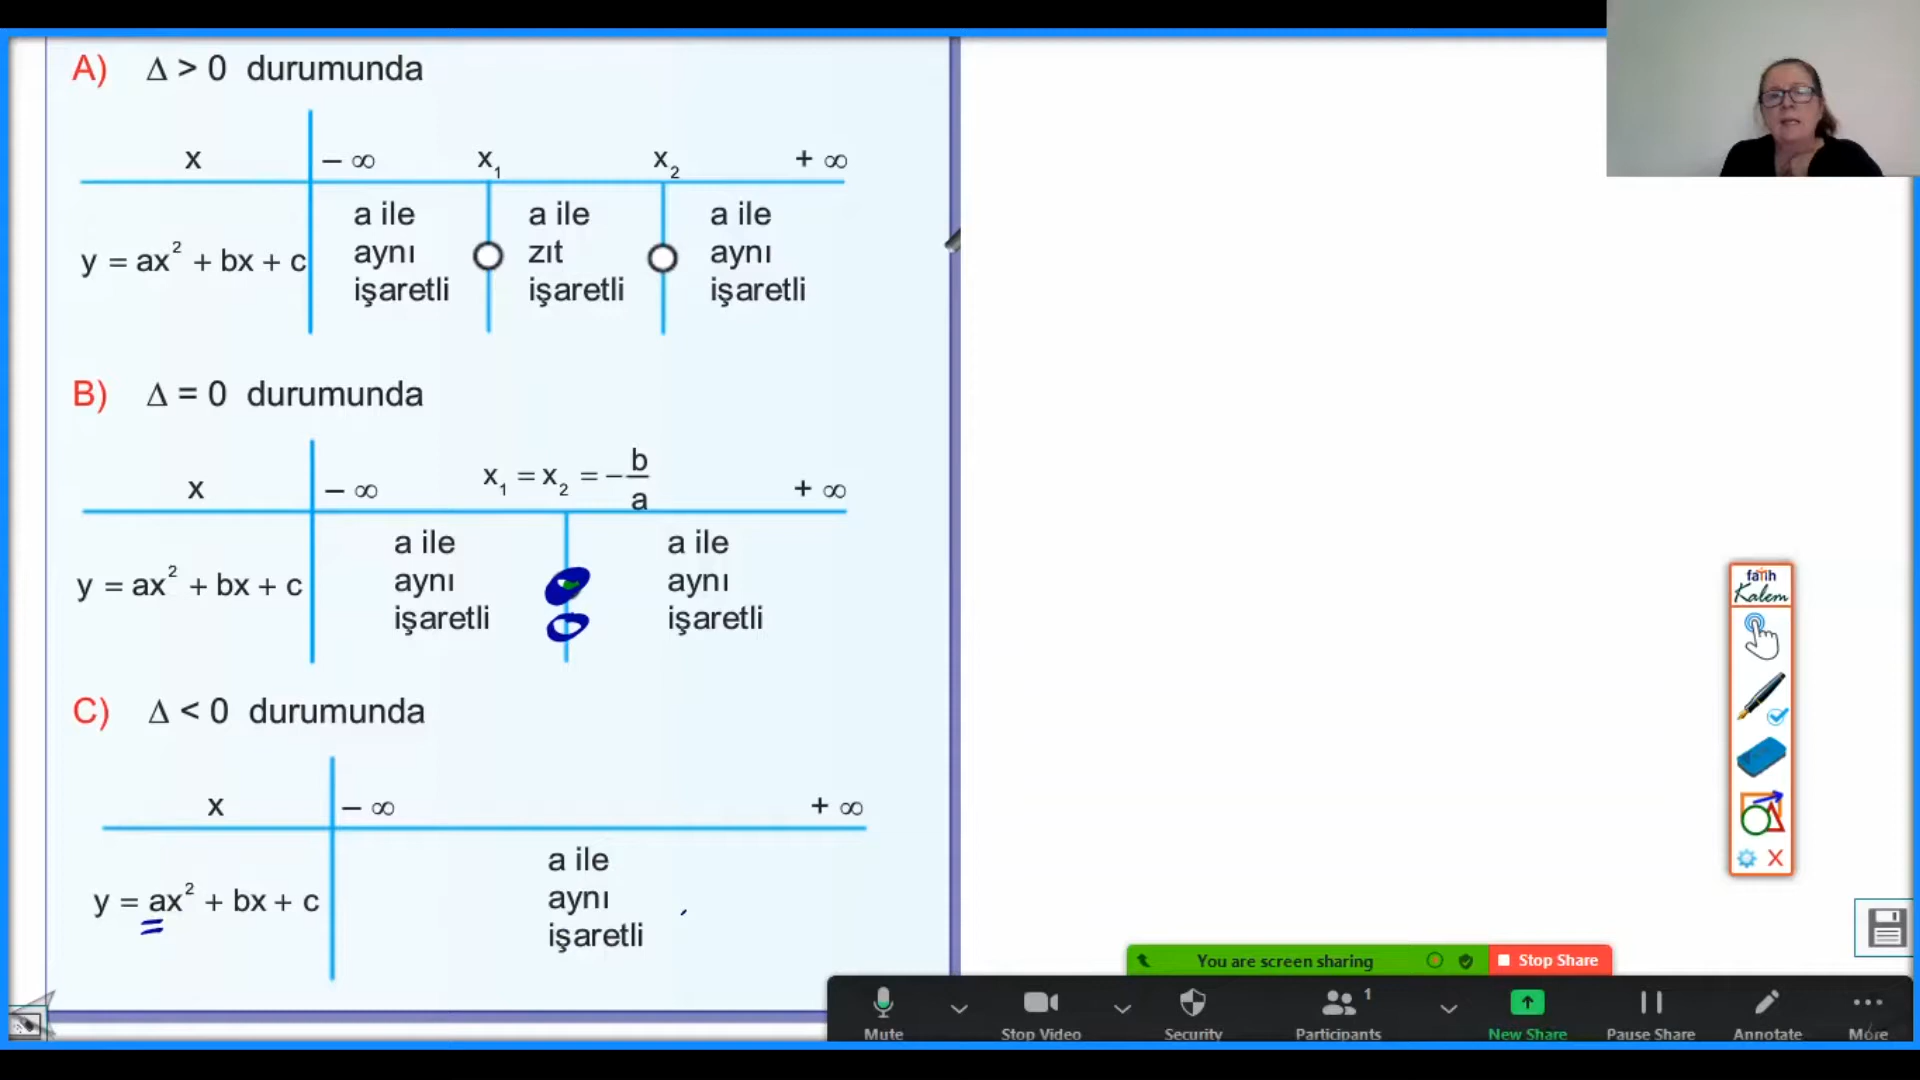 A) Δ > 0 durumunda
x − ∞ x₁ x₂ + ∞
y = ax² + bx + c
a ile aynı işaretli
a ile zıt işaretli
a ile aynı işaretli
B) Δ = 0 durumunda
x − ∞ x₁ = x₂ = − b/a + ∞
y = ax² + bx + c
a ile aynı işaretli
a ile aynı işaretli
C) Δ < 0 durumunda
x − ∞ + ∞
y = ax² + bx + c
a ile aynı işaretli
fatih
Kalem
You are screen sharing
Stop Share
Mute
Stop Video
Security
Participants 1
New Share
Pause Share
Annotate
More